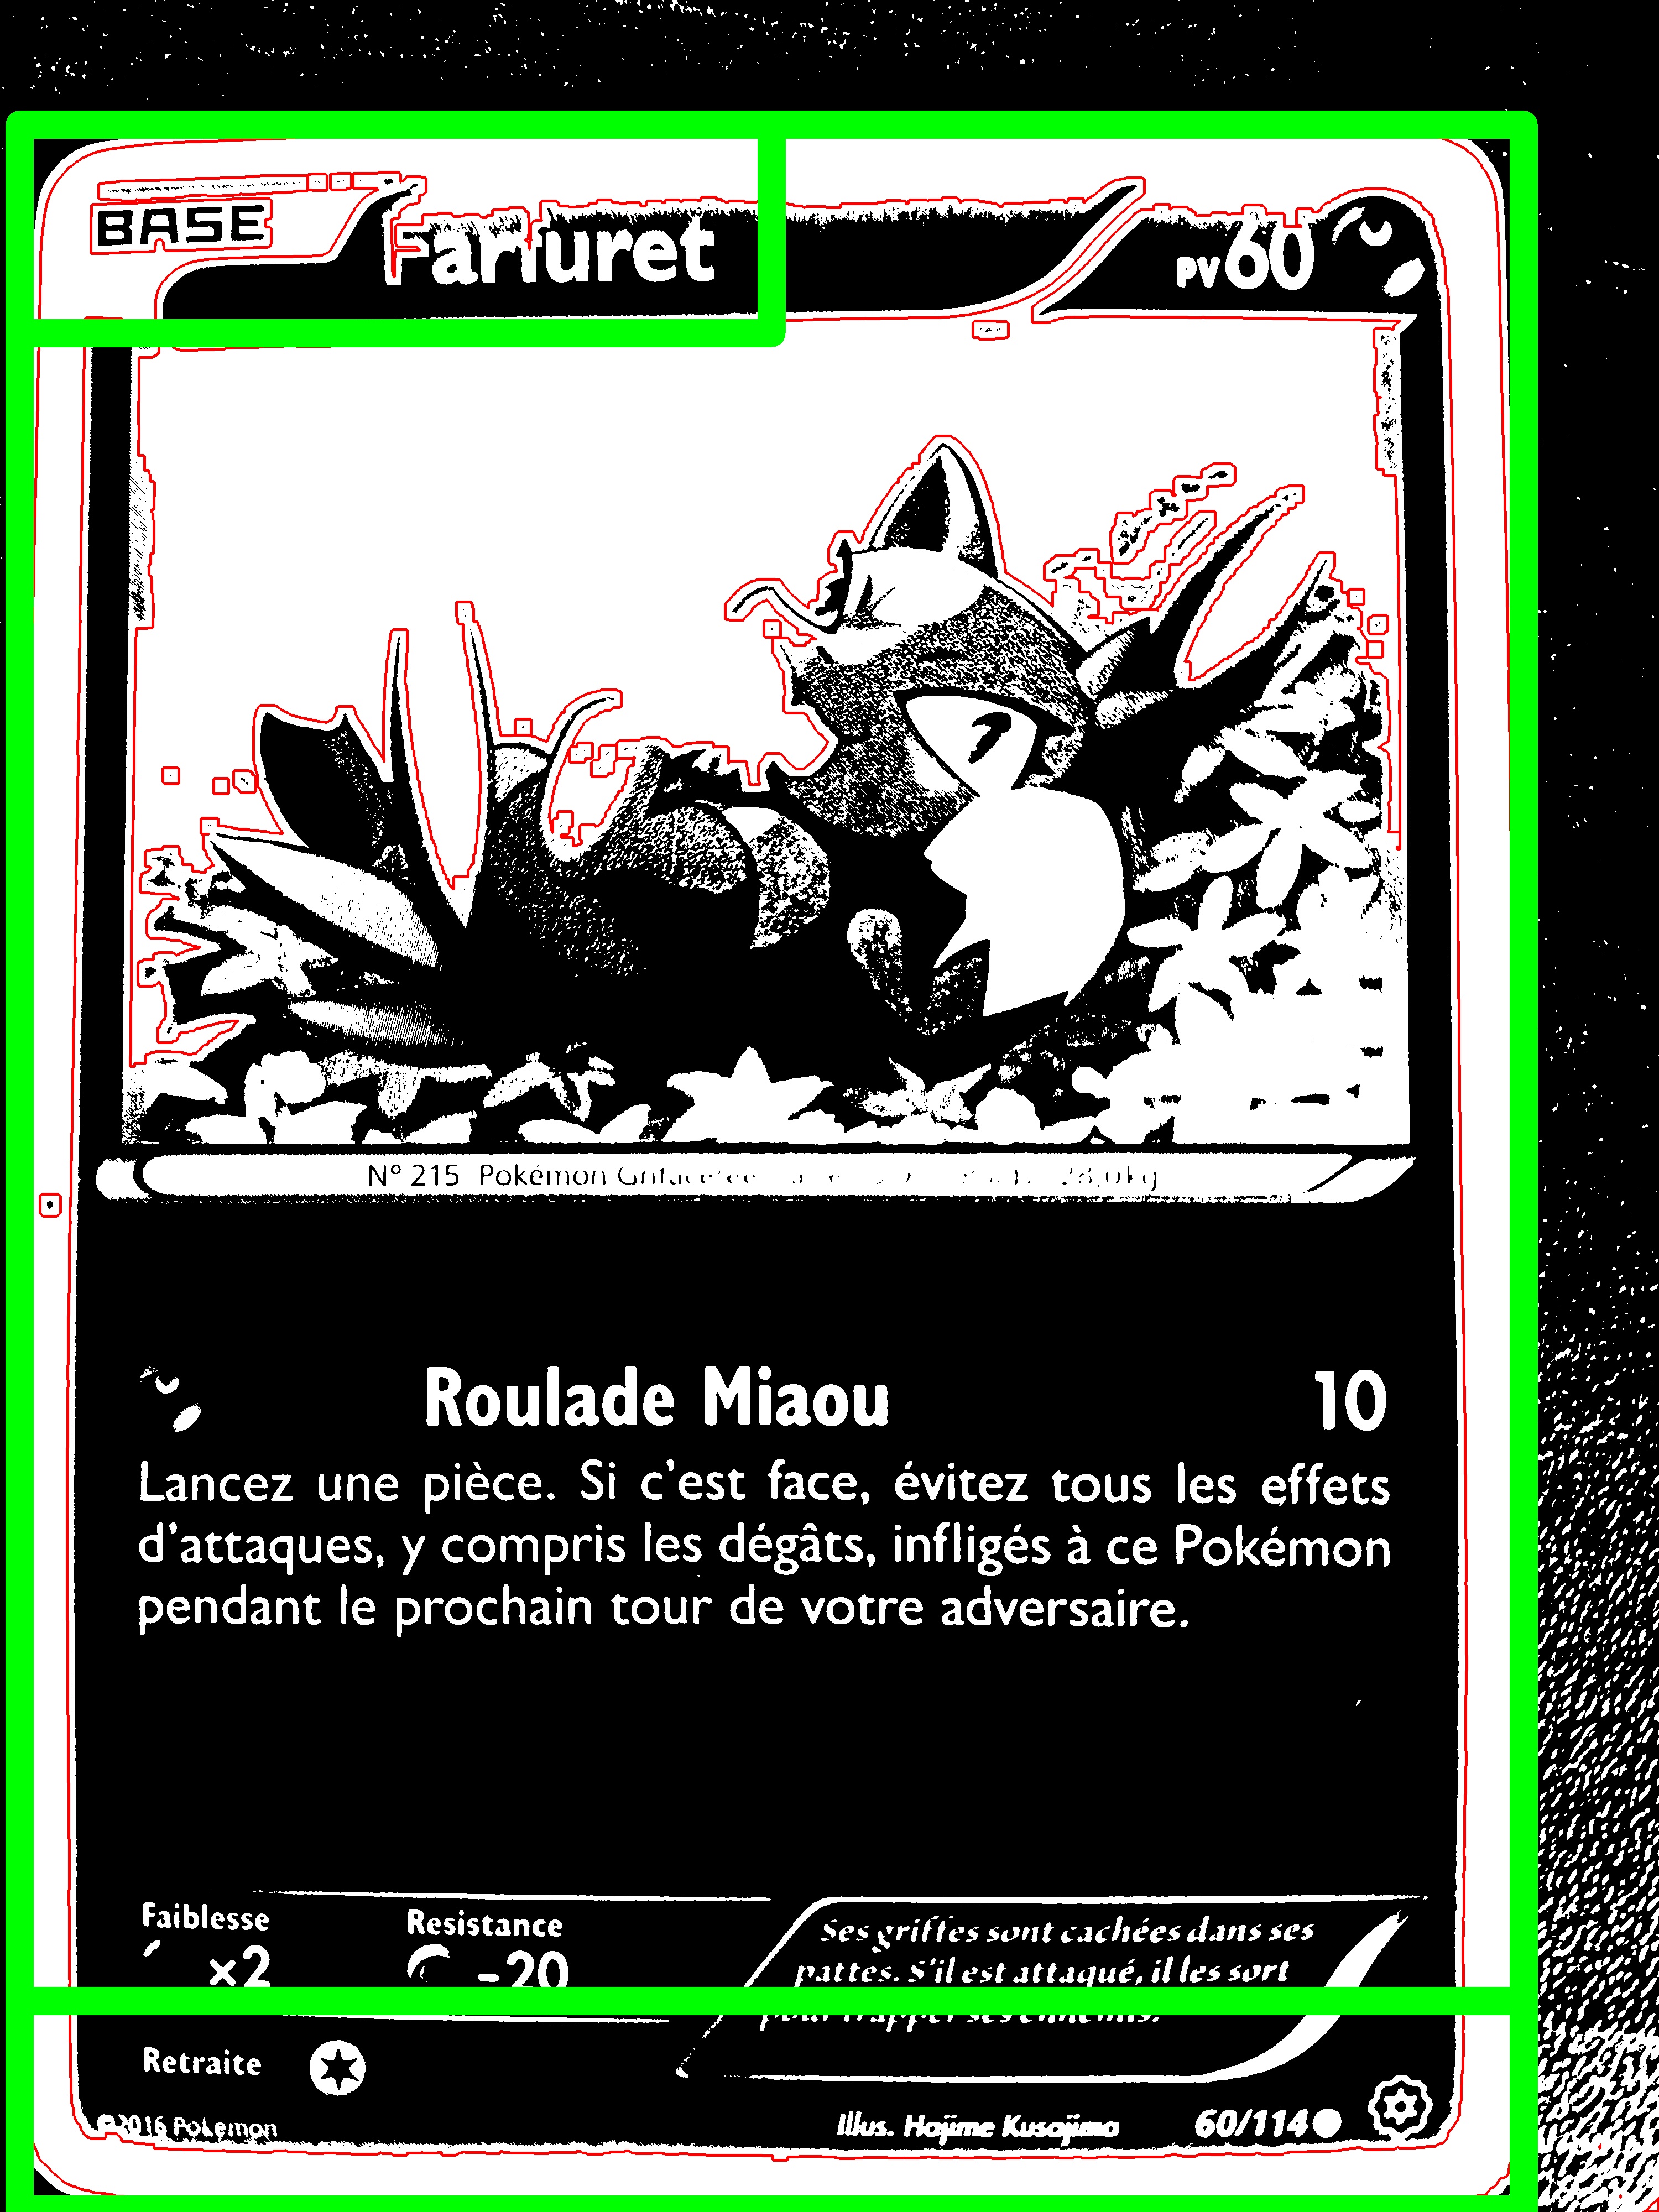 BASE
Farfuret
PV60
N° 215 Pokémon
Roulade Miaou 10
Lancez une pièce. Si c'est face, évitez tous les effets
d'attaques, y compris les dégâts, infligés à ce Pokémon
pendant le prochain tour de votre adversaire.
Faiblesse
×2
Resistance
-20
Ses griffes sont cachées dans ses
pattes. S'il est attaqué, il les sort
Retraite
©2016 Pokemon
Illus. Hajime Kusajima
60/114